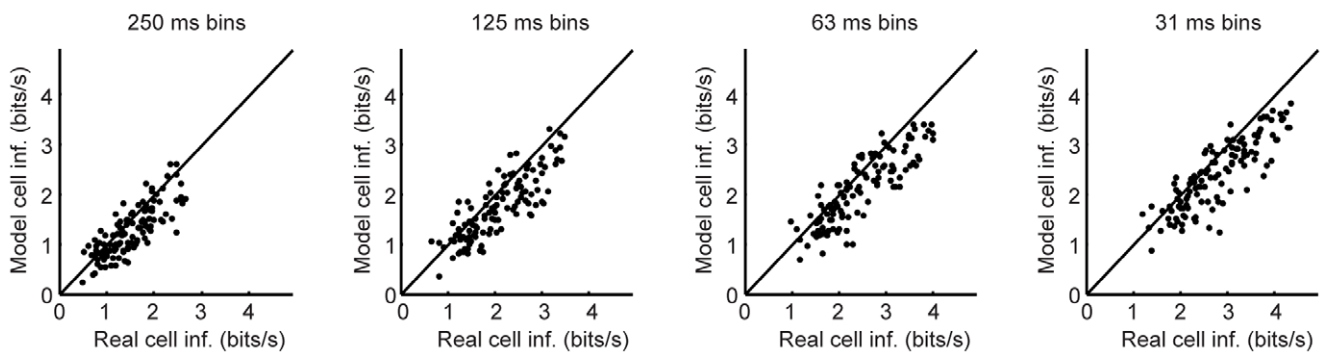 250 ms bins
Model cell inf. (bits/s)
4
3
2
1
0
0 1 2 3 4
Real cell inf. (bits/s)
125 ms bins
Model cell inf. (bits/s)
4
3
2
1
0
0 1 2 3 4
Real cell inf. (bits/s)
63 ms bins
Model cell inf. (bits/s)
4
3
2
1
0
0 1 2 3 4
Real cell inf. (bits/s)
31 ms bins
Model cell inf. (bits/s)
4
3
2
1
0
0 1 2 3 4
Real cell inf. (bits/s)